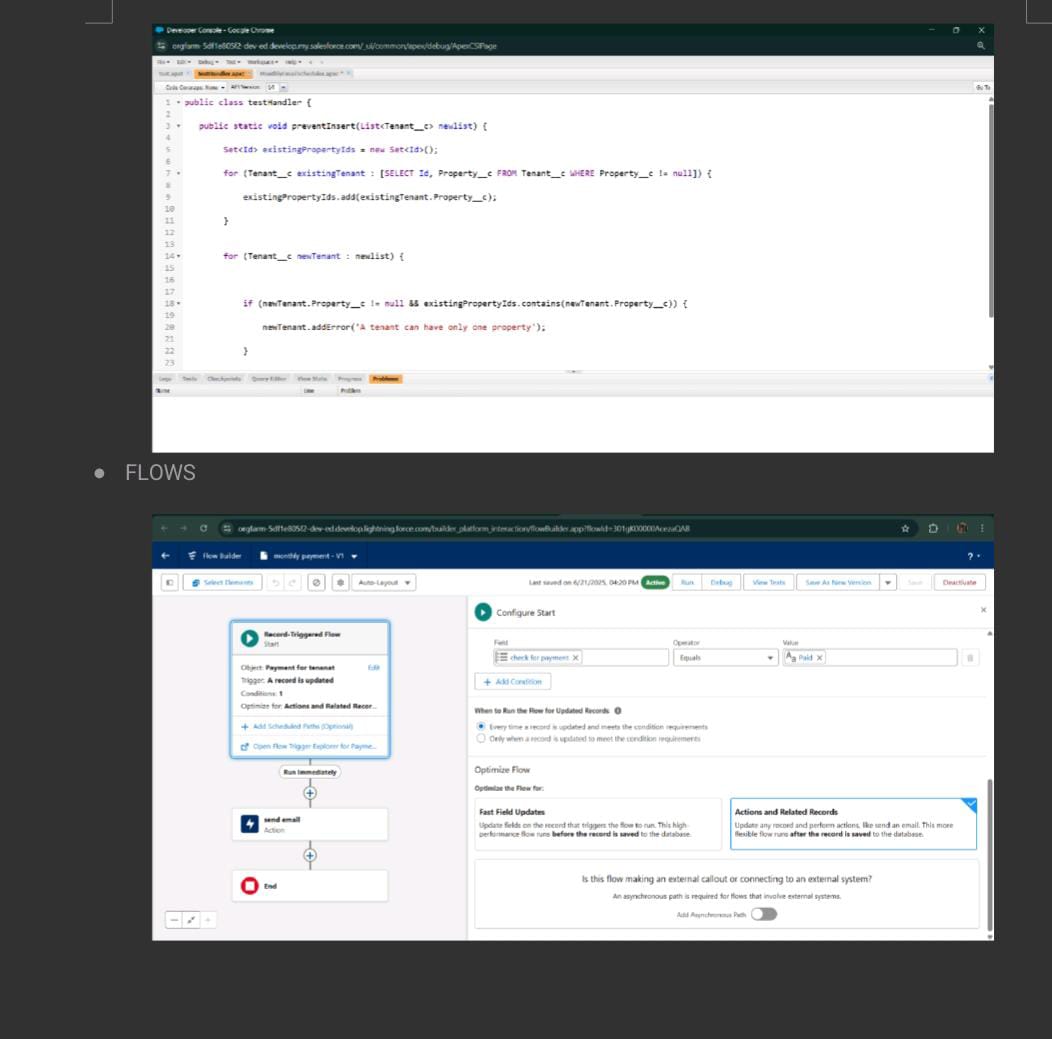 Developer Console - Google Chrome
orgfarm-5df1e805f2-dev-ed.develop.my.salesforce.com/_ui/common/apex/debug/ApexCSIPage
File Edit Debug Test Workspace Help < >
test.apxt testHandler.apxc MonthlyEmailScheduler.apxc *
Code Coverage: None API Version: Go To
1 public class testHandler {
2
3 public static void preventInsert(List<Tenant__c> newlist) {
4
5 Set<Id> existingPropertyIds = new Set<Id>();
6
7 for (Tenant__c existingTenant : [SELECT Id, Property__c FROM Tenant__c WHERE Property__c != null]) {
8
9 existingPropertyIds.add(existingTenant.Property__c);
10
11 }
12
13
14 for (Tenant__c newTenant : newlist) {
15
16
17
18 if (newTenant.Property__c != null && existingPropertyIds.contains(newTenant.Property__c)) {
19
20 newTenant.addError('A tenant can have only one property');
21
22 }
23
Logs Tests Checkpoints Query Editor View State Progress Problems
Name Line Problem
● FLOWS
orgfarm-5df1e805f2-dev-ed.develop.lightning.force.com/builder_platform_interaction/flowBuilder.app?flowId=301gK00000AcezaQAB
Flow Builder monthly payment - V1 ?
Select Elements Auto-Layout Last saved on 6/21/2025, 04:20 PM Active Run Debug View Tests Save As New Version Save Deactivate
Configure Start
Record-Triggered Flow
Start
Object: Payment for tenanat Edit
Trigger: A record is updated
Conditions: 1
Optimize for: Actions and Related Recor...
+ Add Scheduled Paths (Optional)
Open Flow Trigger Explorer for Payme...
Run Immediately
send email
Action
End
Field Operator Value
check for payment Equals Paid
+ Add Condition
When to Run the Flow for Updated Records
Every time a record is updated and meets the condition requirements
Only when a record is updated to meet the condition requirements
Optimize Flow
Optimize the Flow for:
Fast Field Updates
Update fields on the record that triggers the flow to run. This high-
performance flow runs before the record is saved to the database.
Actions and Related Records
Update any record and perform actions, like send an email. This more
flexible flow runs after the record is saved to the database.
Is this flow making an external callout or connecting to an external system?
An asynchronous path is required for flows that involve external systems.
Add Asynchronous Path